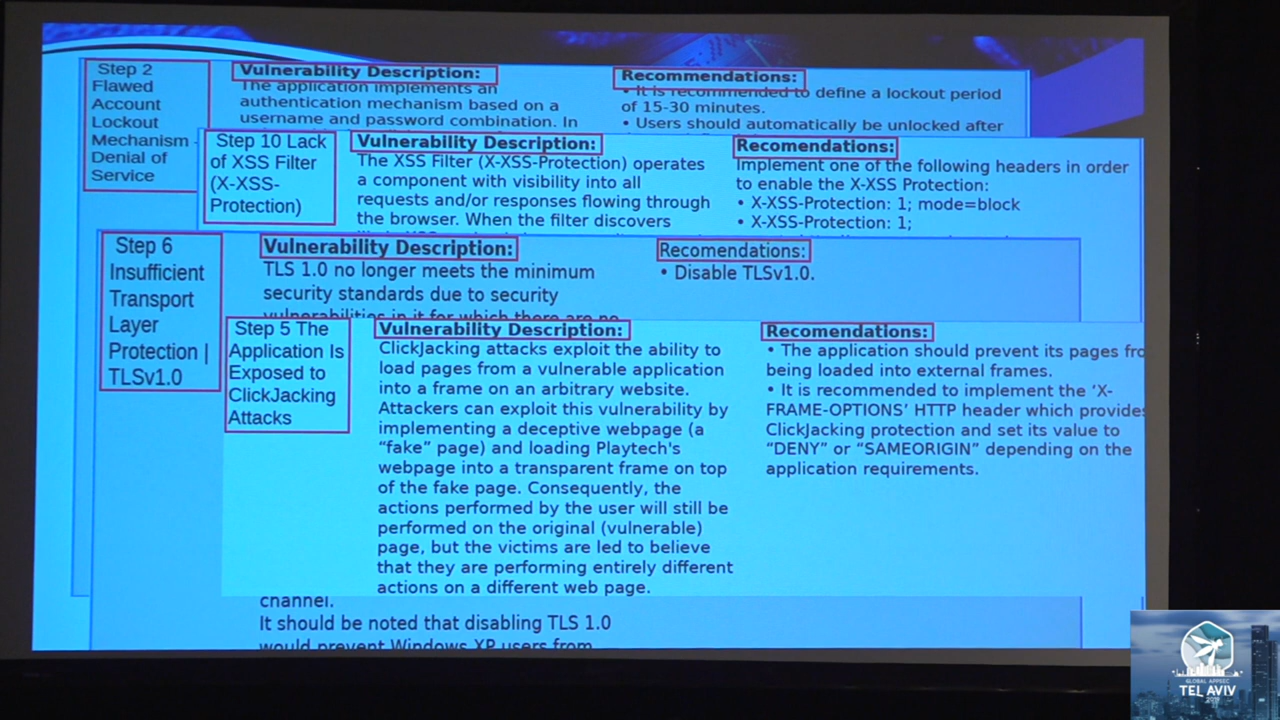 Step 2
Flawed
Account
Lockout
Mechanism -
Denial of
Service
Vulnerability Description:
The application implements an
authentication mechanism based on a
username and password combination. In
Recommendations:
• It is recommended to define a lockout period
of 15-30 minutes.
• Users should automatically be unlocked after
Step 10 Lack
of XSS Filter
(X-XSS-
Protection)
Vulnerability Description:
The XSS Filter (X-XSS-Protection) operates
a component with visibility into all
requests and/or responses flowing through
the browser. When the filter discovers
Recomendations:
Implement one of the following headers in order
to enable the X-XSS Protection:
• X-XSS-Protection: 1; mode=block
• X-XSS-Protection: 1;
Step 6
Insufficient
Transport
Layer
Protection |
TLSv1.0
Vulnerability Description:
TLS 1.0 no longer meets the minimum
security standards due to security
vulnerabilities in it for which there are no
Recomendations:
• Disable TLSv1.0.
Step 5 The
Application Is
Exposed to
ClickJacking
Attacks
Vulnerability Description:
ClickJacking attacks exploit the ability to
load pages from a vulnerable application
into a frame on an arbitrary website.
Attackers can exploit this vulnerability by
implementing a deceptive webpage (a
“fake” page) and loading Playtech's
webpage into a transparent frame on top
of the fake page. Consequently, the
actions performed by the user will still be
performed on the original (vulnerable)
page, but the victims are led to believe
that they are performing entirely different
actions on a different web page.
Recomendations:
• The application should prevent its pages fro
being loaded into external frames.
• It is recommended to implement the ‘X-
FRAME-OPTIONS’ HTTP header which provides
ClickJacking protection and set its value to
“DENY” or “SAMEORIGIN” depending on the
application requirements.
channel.
It should be noted that disabling TLS 1.0
would prevent Windows XP users from
GLOBAL APPSEC
TEL AVIV